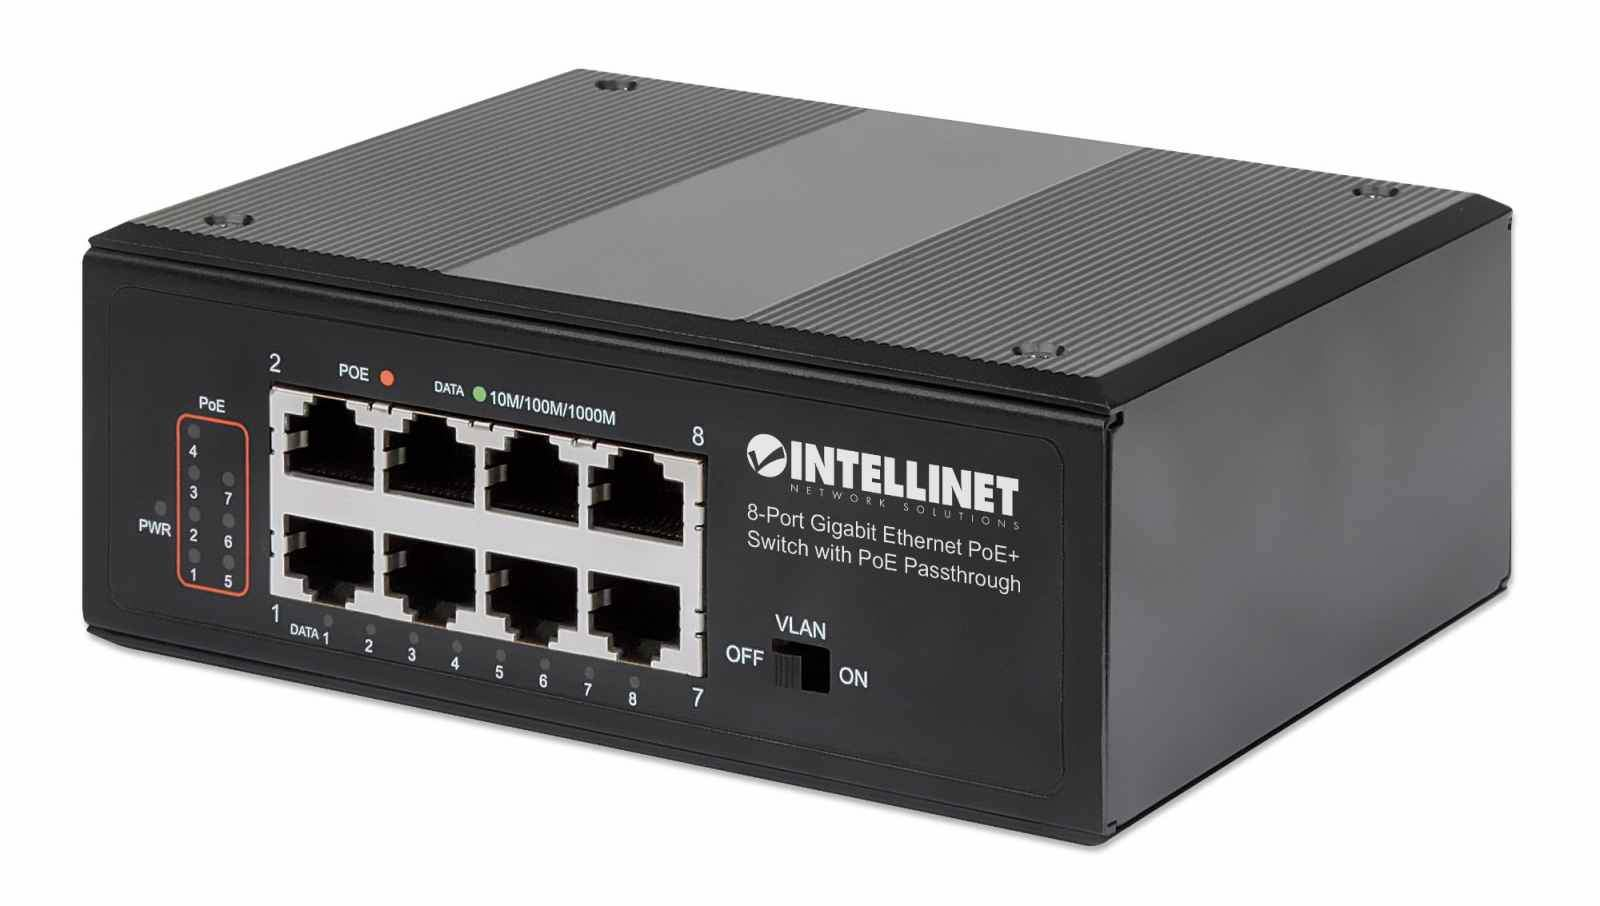 2
POE
DATA 10M/100M/1000M
8
PoE
4
3
7
PWR
2
6
1
5
1
DATA 1 2 3 4 5 6 7 8
7
INTELLINET
NETWORK SOLUTIONS
8-Port Gigabit Ethernet PoE+
Switch with PoE Passthrough
VLAN
OFF
ON